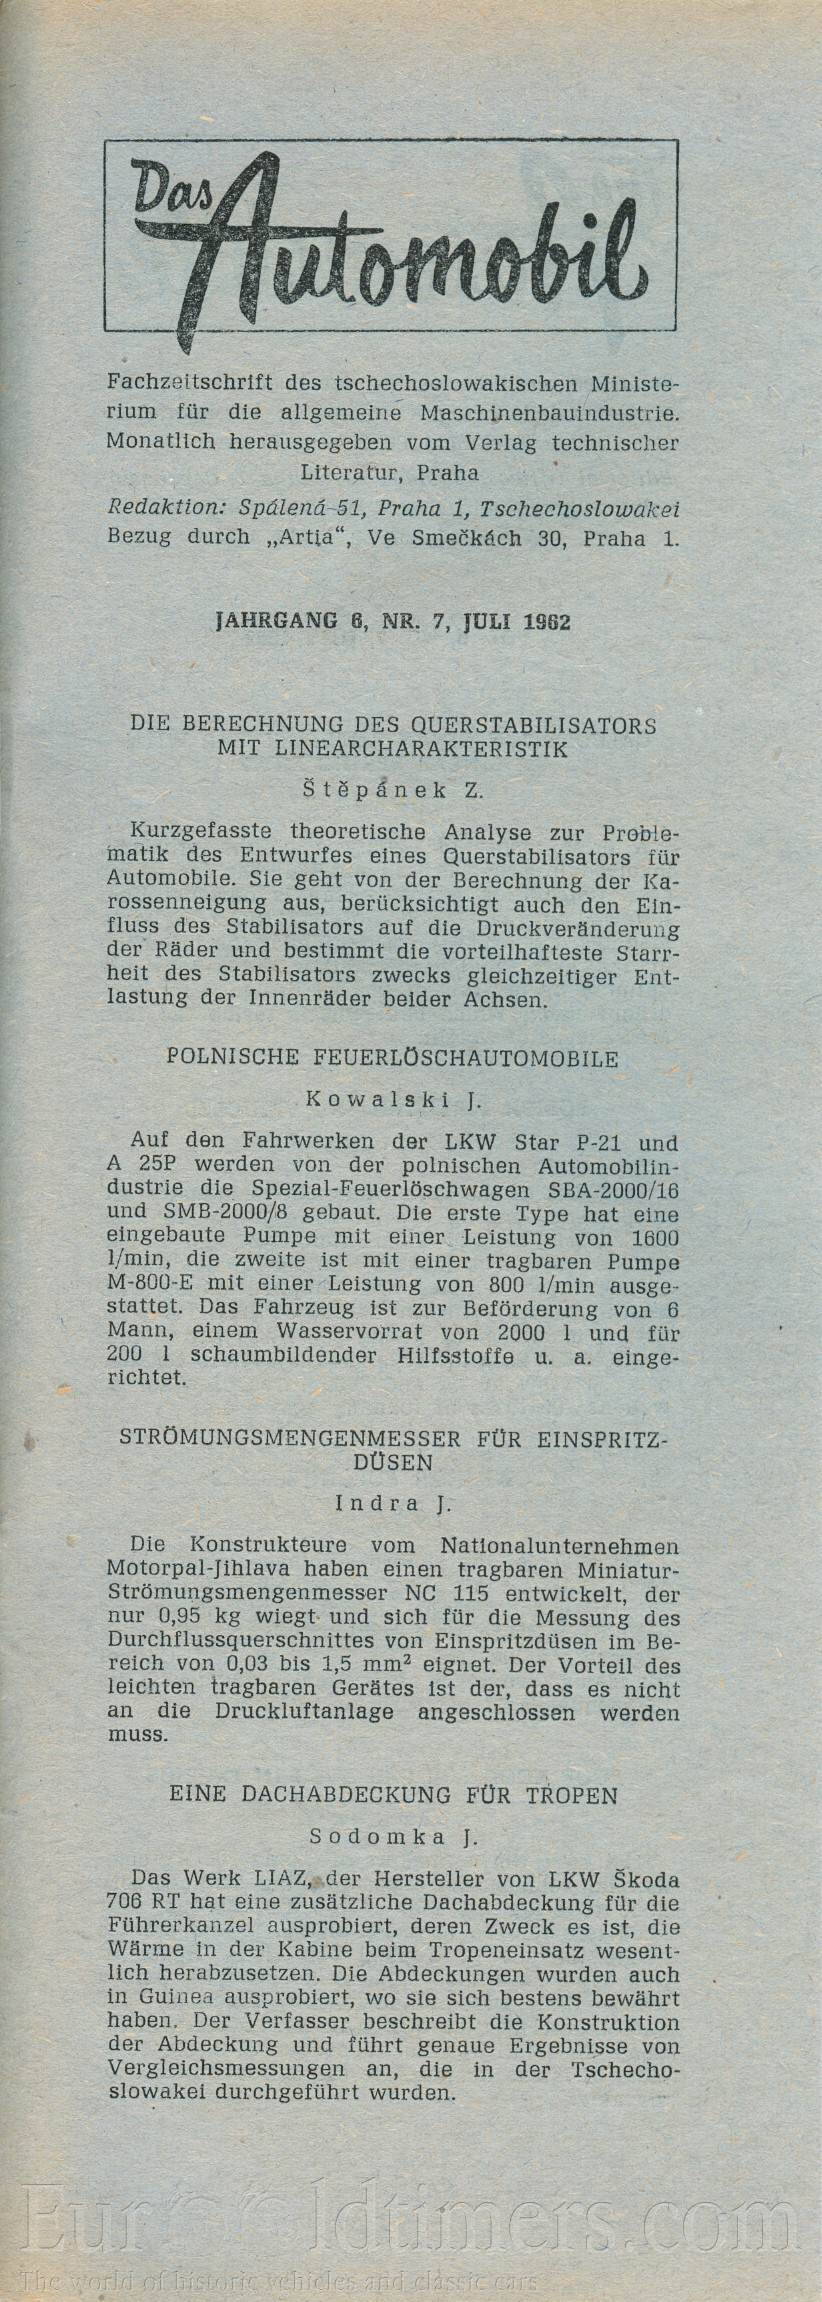 Das Automobil
Fachzeitschrift des tschechoslowakischen Ministe-
rium für die allgemeine Maschinenbauindustrie.
Monatlich herausgegeben vom Verlag technischer
Literatur, Praha
Redaktion: Spálená 51, Praha 1, Tschechoslowakei
Bezug durch „Artia“, Ve Smečkách 30, Praha 1.
JAHRGANG 6, NR. 7, JULI 1962
DIE BERECHNUNG DES QUERSTABILISATORS
MIT LINEARCHARAKTERISTIK
Štěpánek Z.
Kurzgefasste theoretische Analyse zur Proble-
matik des Entwurfes eines Querstabilisators für
Automobile. Sie geht von der Berechnung der Ka-
rossenneigung aus, berücksichtigt auch den Ein-
fluss des Stabilisators auf die Druckveränderung
der Räder und bestimmt die vorteilhafteste Starr-
heit des Stabilisators zwecks gleichzeitiger Ent-
lastung der Innenräder beider Achsen.
POLNISCHE FEUERLÖSCHAUTOMOBILE
Kowalski J.
Auf den Fahrwerken der LKW Star P-21 und
A 25P werden von der polnischen Automobilin-
dustrie die Spezial-Feuerlöschwagen SBA-2000/16
und SMB-2000/8 gebaut. Die erste Type hat eine
eingebaute Pumpe mit einer Leistung von 1600
l/min, die zweite ist mit einer tragbaren Pumpe
M-800-E mit einer Leistung von 800 l/min ausge-
stattet. Das Fahrzeug ist zur Beförderung von 6
Mann, einem Wasservorrat von 2000 l und für
200 l schaumbildender Hilfsstoffe u. a. einge-
richtet.
STRÖMUNGSMENGENMESSER FÜR EINSPRITZ-
DÜSEN
Indra J.
Die Konstrukteure vom Nationalunternehmen
Motorpal-Jihlava haben einen tragbaren Miniatur-
Strömungsmengenmesser NC 115 entwickelt, der
nur 0,95 kg wiegt und sich für die Messung des
Durchflussquerschnittes von Einspritzdüsen im Be-
reich von 0,03 bis 1,5 mm² eignet. Der Vorteil des
leichten tragbaren Gerätes ist der, dass es nicht
an die Druckluftanlage angeschlossen werden
muss.
EINE DACHABDECKUNG FÜR TROPEN
Sodomka J.
Das Werk LIAZ, der Hersteller von LKW Škoda
706 RT hat eine zusätzliche Dachabdeckung für die
Führerkanzel ausprobiert, deren Zweck es ist, die
Wärme in der Kabine beim Tropeneinsatz wesent-
lich herabzusetzen. Die Abdeckungen wurden auch
in Guinea ausprobiert, wo sie sich bestens bewährt
haben. Der Verfasser beschreibt die Konstruktion
der Abdeckung und führt genaue Ergebnisse von
Vergleichsmessungen an, die in der Tschecho-
slowakei durchgeführt wurden.
EurOldtimers.com
The world of historic vehicles and classic cars